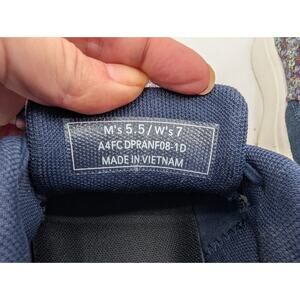 M's 5.5 / W's 7
A4FC DPRANF08-1D
MADE IN VIETNAM